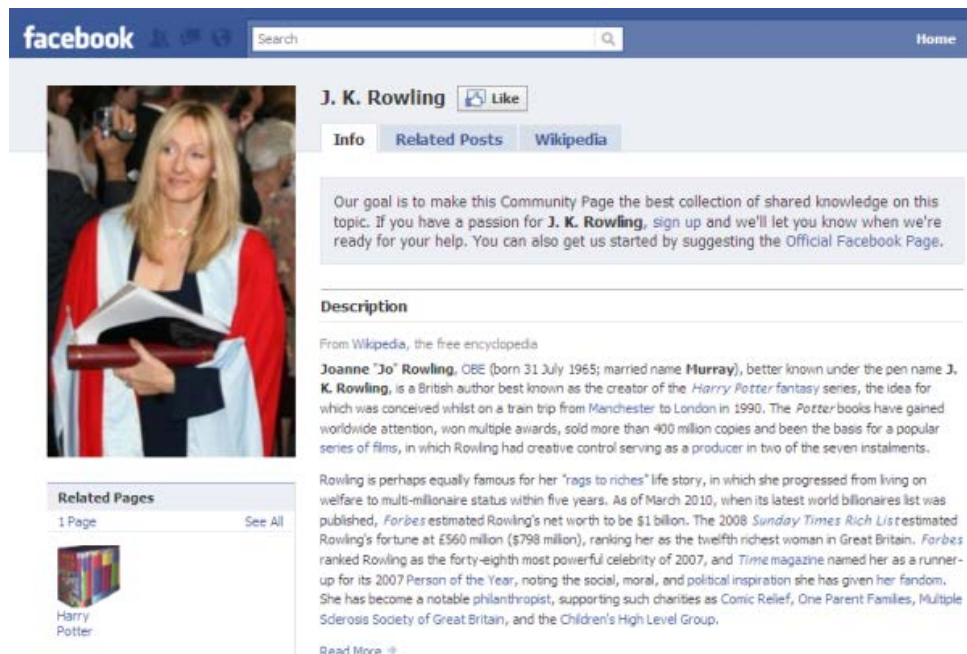 facebook
Search
Home
J. K. Rowling
Like
Info
Related Posts
Wikipedia
Our goal is to make this Community Page the best collection of shared knowledge on this
topic. If you have a passion for J. K. Rowling, sign up and we'll let you know when we're
ready for your help. You can also get us started by suggesting the Official Facebook Page.
Description
From Wikipedia, the free encyclopedia
Joanne "Jo" Rowling, OBE (born 31 July 1965; married name Murray), better known under the pen name J.
K. Rowling, is a British author best known as the creator of the Harry Potter fantasy series, the idea for
which was conceived whilst on a train trip from Manchester to London in 1990. The Potter books have gained
worldwide attention, won multiple awards, sold more than 400 million copies and been the basis for a popular
series of films, in which Rowling had creative control serving as a producer in two of the seven instalments.
Rowling is perhaps equally famous for her "rags to riches" life story, in which she progressed from living on
welfare to multi-millionaire status within five years. As of March 2010, when its latest world billionaires list was
published, Forbes estimated Rowling's net worth to be $1 billion. The 2008 Sunday Times Rich List estimated
Rowling's fortune at £560 million ($798 million), ranking her as the twelfth richest woman in Great Britain. Forbes
ranked Rowling as the forty-eighth most powerful celebrity of 2007, and Time magazine named her as a runner-
up for its 2007 Person of the Year, noting the social, moral, and political inspiration she has given her fandom.
She has become a notable philanthropist, supporting such charities as Comic Relief, One Parent Families, Multiple
Sclerosis Society of Great Britain, and the Children's High Level Group.
Read More
Related Pages
1 Page
See All
Harry
Potter